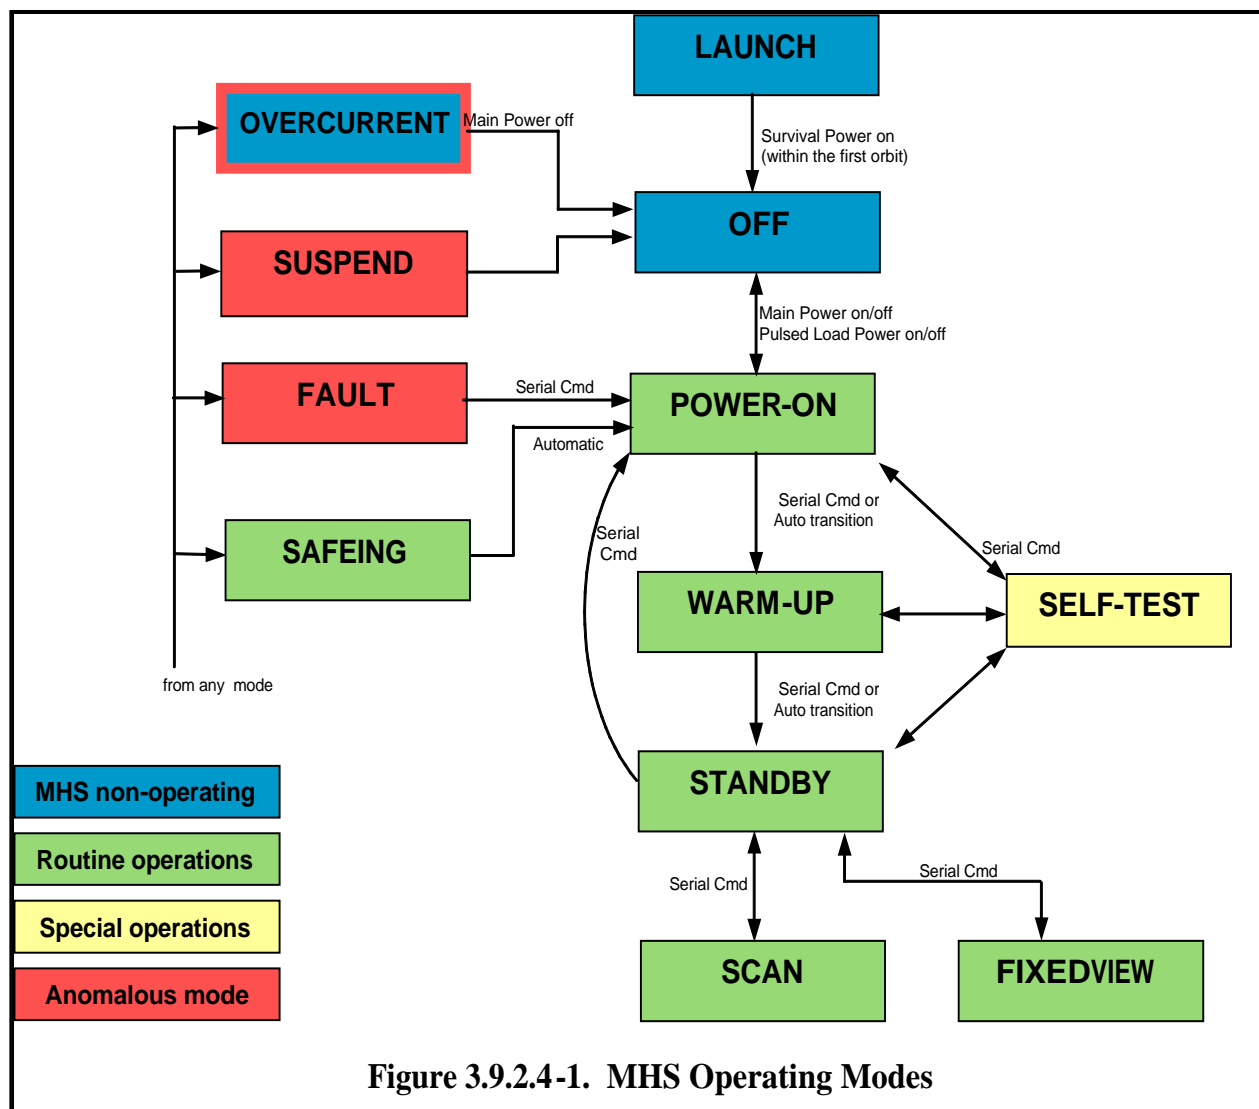 LAUNCH
OVERCURRENT
Main Power off
Survival Power on
(within the first orbit)
OFF
SUSPEND
Main Power on/off
Pulsed Load Power on/off
FAULT
Serial Cmd
POWER-ON
Automatic
Serial Cmd or
Auto transition
Serial
Cmd
SAFEING
Serial Cmd
WARM-UP
SELF-TEST
from any mode
Serial Cmd or
Auto transition
STANDBY
MHS non-operating
Routine operations
Serial Cmd
Serial Cmd
Special operations
SCAN
FIXEDVIEW
Anomalous mode
Figure 3.9.2.4-1. MHS Operating Modes